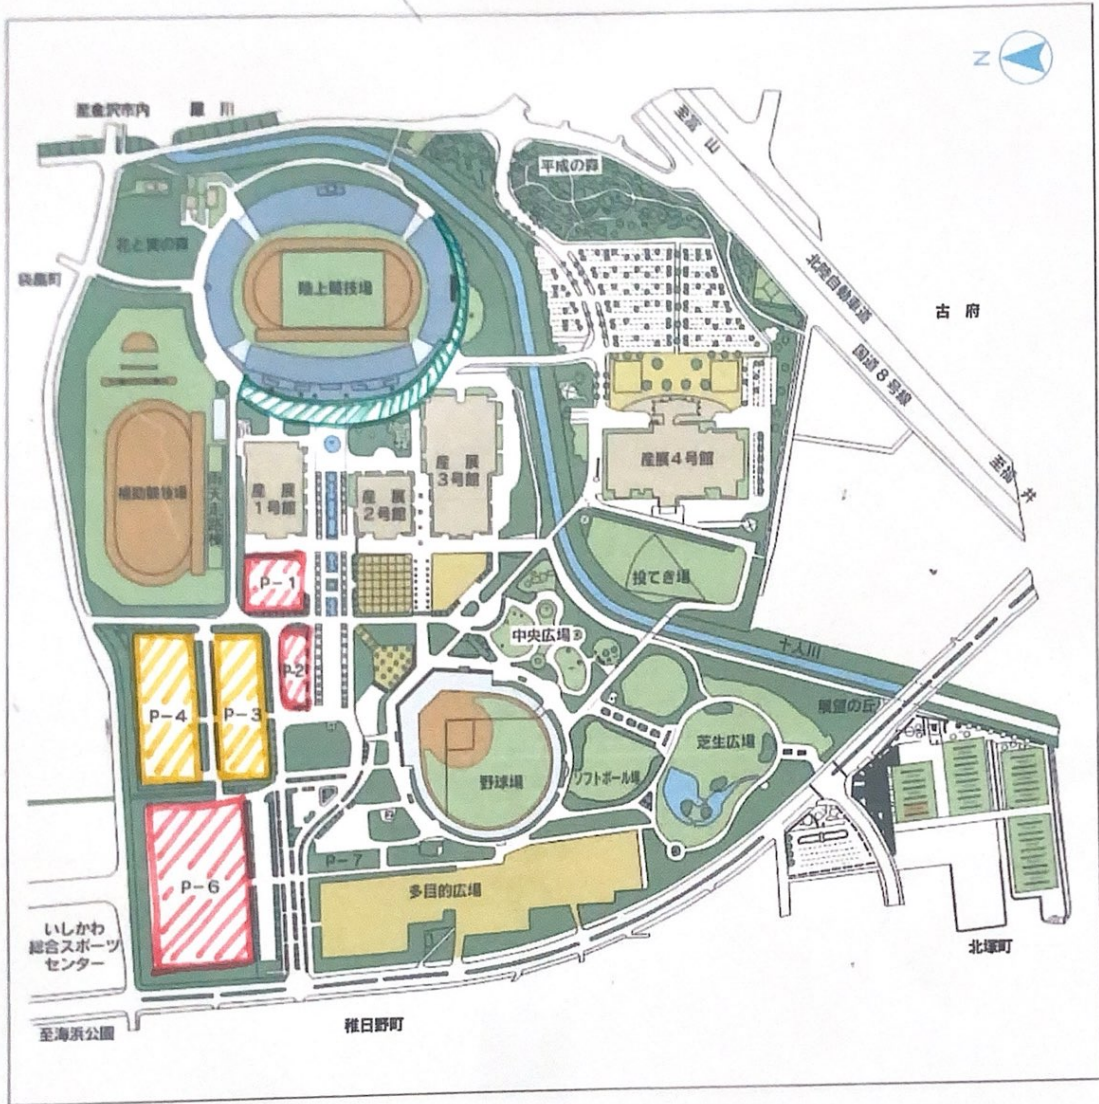 N
至金沢市内
犀川
至富山
平成の森
花と実の森
袋畠町
陸上競技場
北陸自動車道
古府
国道8号線
産展
4号館
至福井
補助競技場
雨天走路棟
産展
1号館
産展
2号館
産展
3号館
P-1
投てき場
中央広場
十人川
P-2
P-4
P-3
展望の丘
芝生広場
野球場
ソフトボール場
P-7
P-6
多目的広場
いしかわ
総合スポーツ
センター
北塚町
稚日野町
至海浜公園